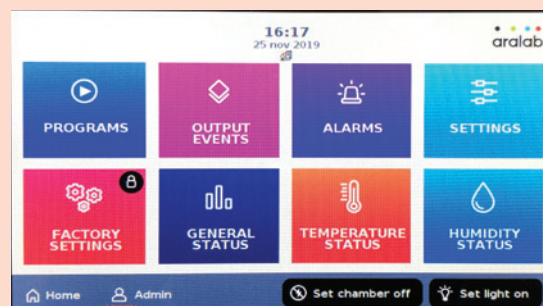 16:17
25 nov 2019
aralab
PROGRAMS
OUTPUT
EVENTS
ALARMS
SETTINGS
FACTORY
SETTINGS
GENERAL
STATUS
TEMPERATURE
STATUS
HUMIDITY
STATUS
Home
Admin
Set chamber off
Set light on